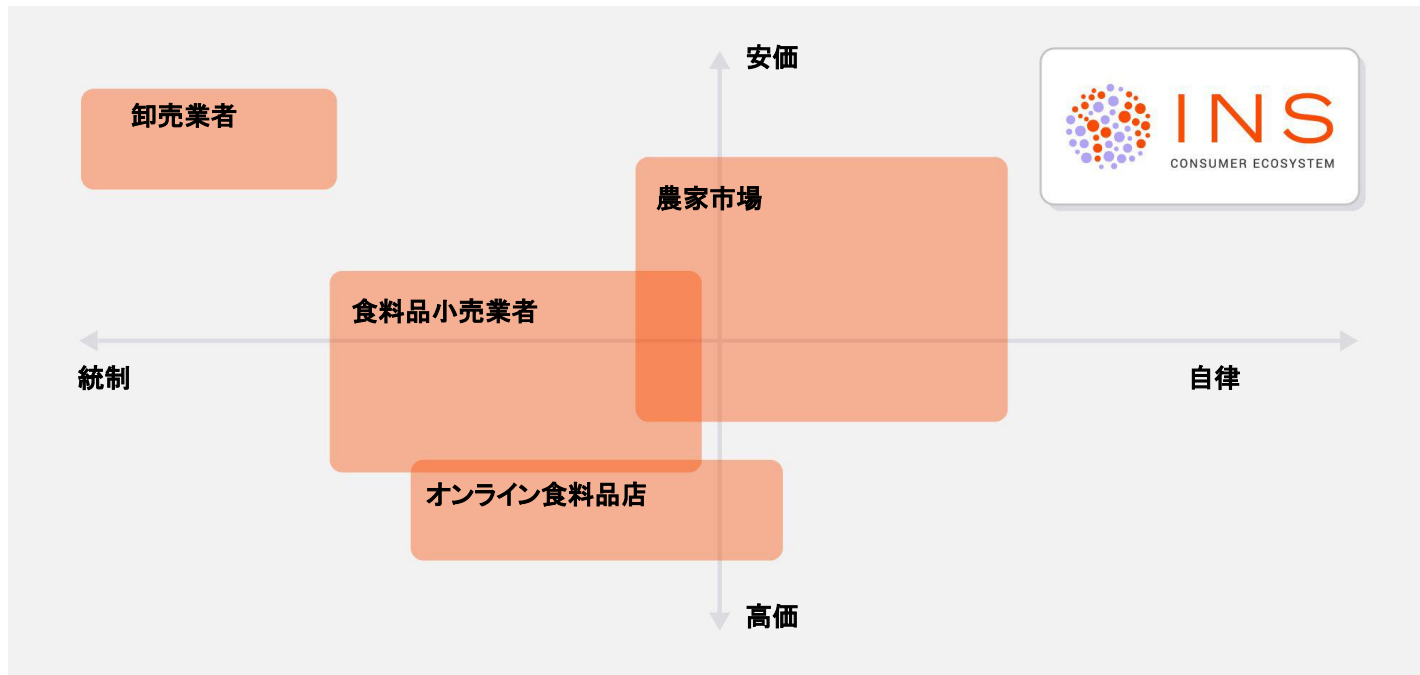 安価
卸売業者
INS
CONSUMER ECOSYSTEM
農家市場
食料品小売業者
統制
自律
オンライン食料品店
高価